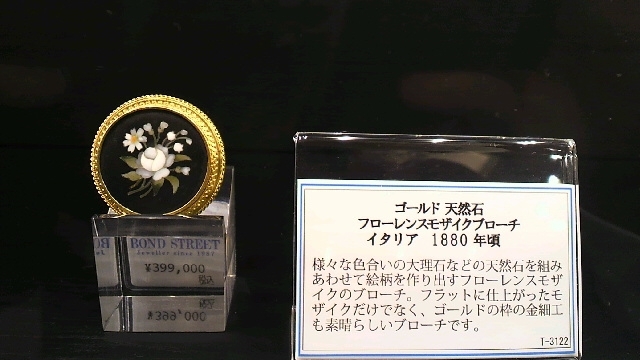 BOND STREET
Jeweller since 1987
¥399,000
ゴールド 天然石
フローレンスモザイクブローチ
イタリア 1880 年頃
様々な色合いの大理石などの天然石を組み
あわせて絵柄を作り出すフローレンスモザ
イクのブローチ。フラットに仕上がったモ
ザイクだけでなく、ゴールドの枠の金細工
も素晴らしいブローチです。
I-3122